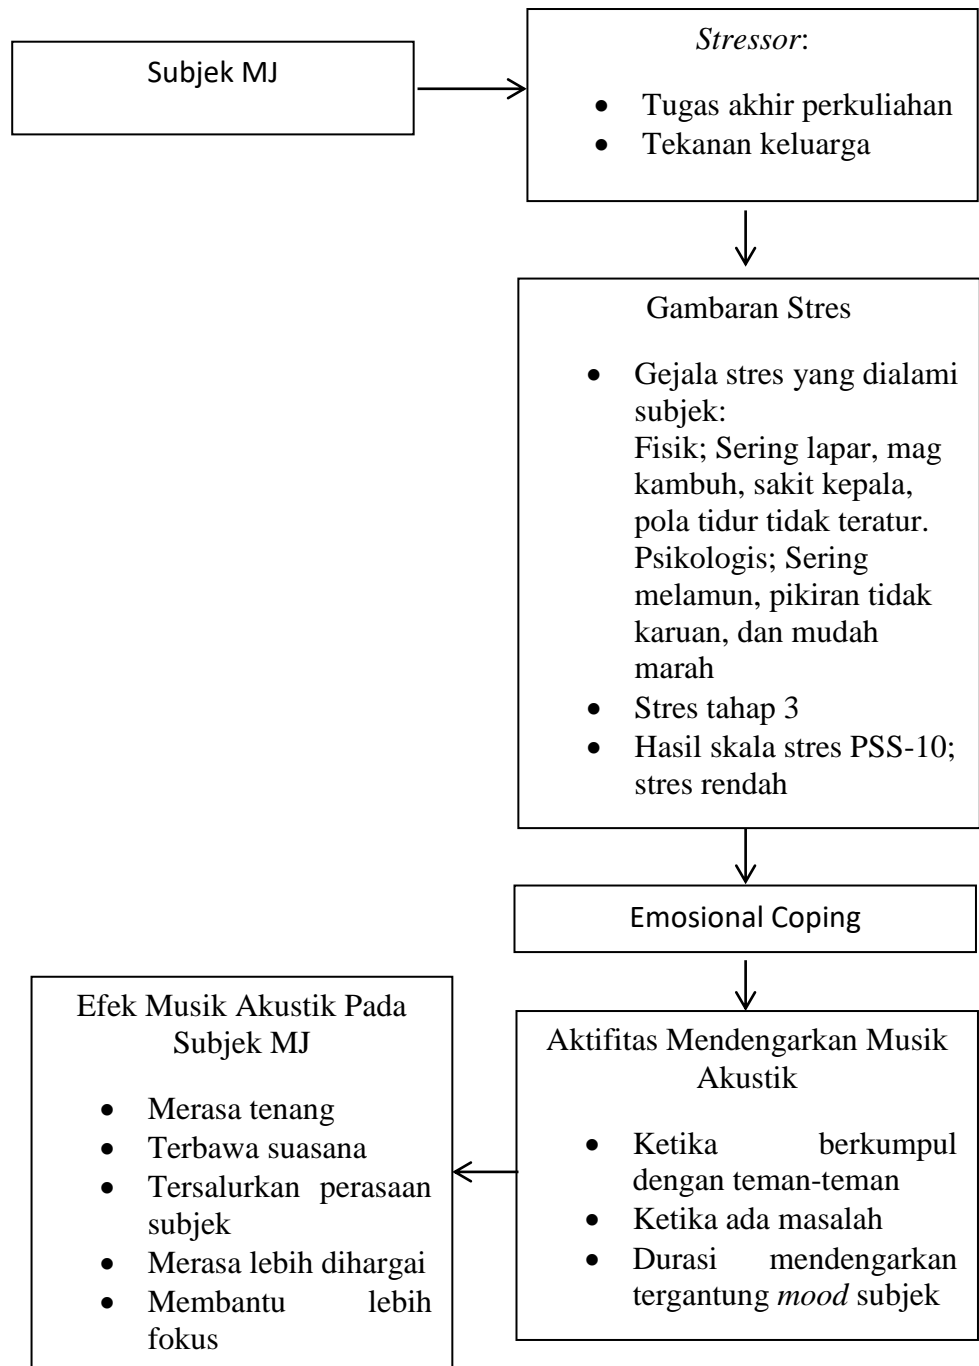 Subjek MJ
Stressor:
• Tugas akhir perkuliahan
• Tekanan keluarga
Gambaran Stres
• Gejala stres yang dialami
subjek:
Fisik; Sering lapar, mag
kambuh, sakit kepala,
pola tidur tidak teratur.
Psikologis; Sering
melamun, pikiran tidak
karuan, dan mudah
marah
• Stres tahap 3
• Hasil skala stres PSS-10;
stres rendah
Emosional Coping
Aktifitas Mendengarkan Musik
Akustik
• Ketika berkumpul
dengan teman-teman
• Ketika ada masalah
• Durasi mendengarkan
tergantung mood subjek
Efek Musik Akustik Pada
Subjek MJ
• Merasa tenang
• Terbawa suasana
• Tersalurkan perasaan
subjek
• Merasa lebih dihargai
• Membantu lebih
fokus